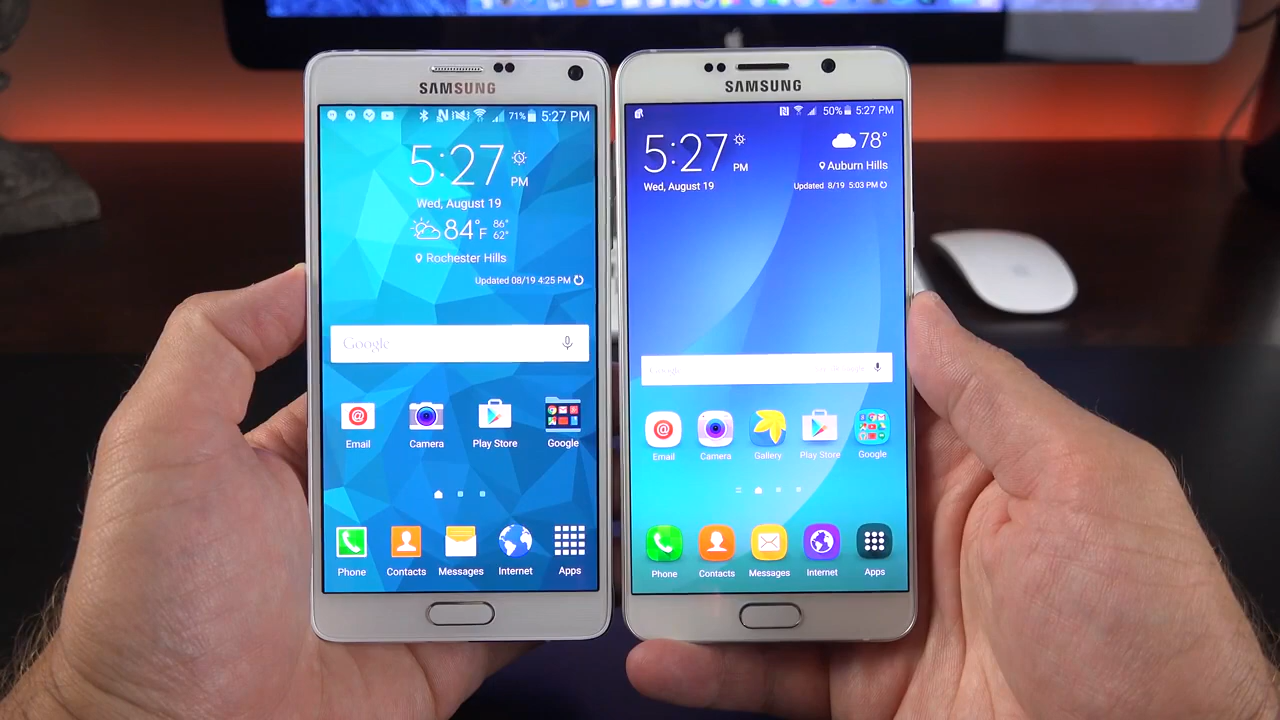 SAMSUNG
71% 5:27 PM
5:27 PM
Wed, August 19
84°F 86° 62°
Rochester Hills
Updated 08/19 4:25 PM
Google
Email Camera Play Store Google
Phone Contacts Messages Internet Apps
SAMSUNG
50% 5:27 PM
5:27 PM
78°
Auburn Hills
Wed, August 19
Updated 8/19 5:03 PM
Google
Email Camera Gallery Play Store Google
Phone Contacts Messages Internet Apps